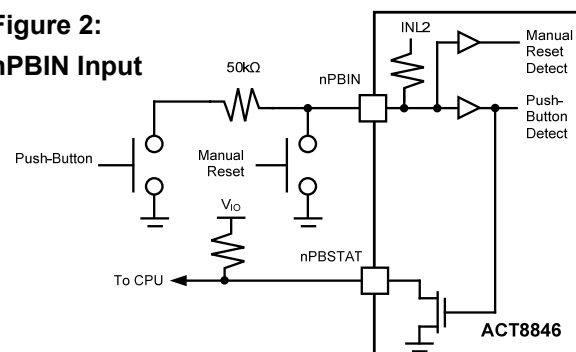 Figure 2:
nPBIN Input
INL2
Manual
Reset
Detect
50kΩ
nPBIN
Push-
Button
Detect
Push-Button
Manual
Reset
VIO
nPBSTAT
To CPU
ACT8846